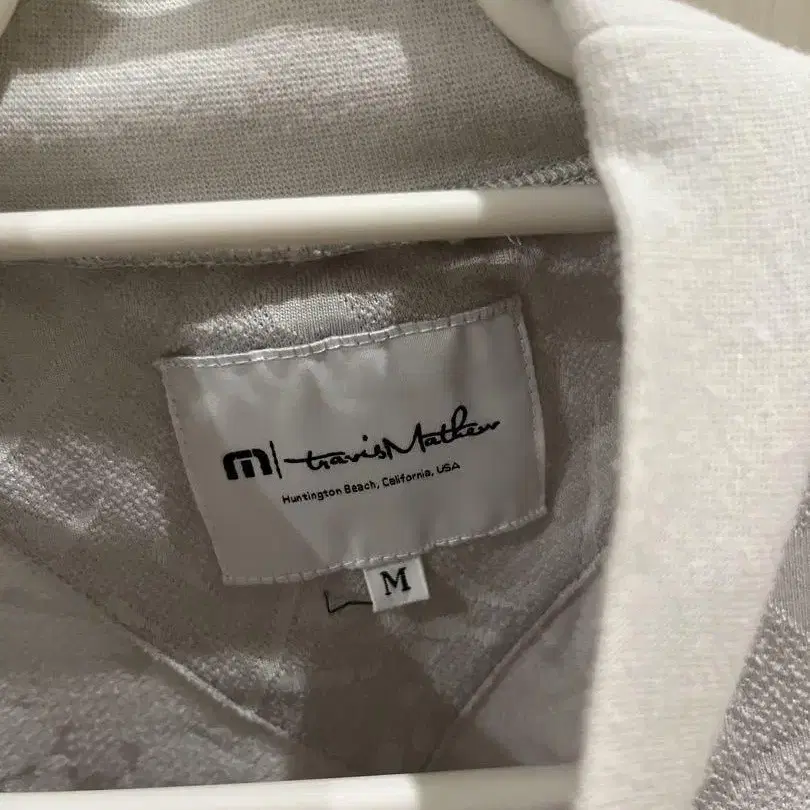 travisMathew
Huntington Beach, California, USA
M